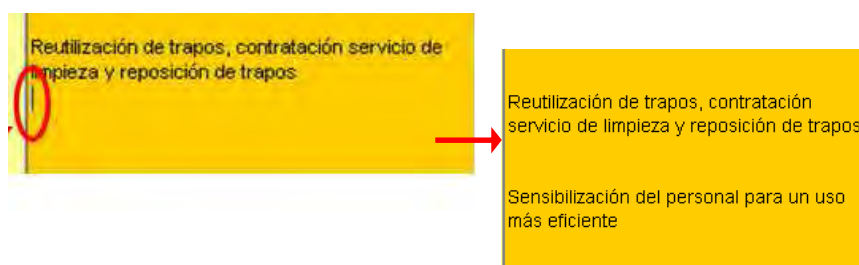 Reutilización de trapos, contratación servicio de
limpieza y reposición de trapos
Reutilización de trapos, contratación
servicio de limpieza y reposición de trapos
Sensibilización del personal para un uso
más eficiente